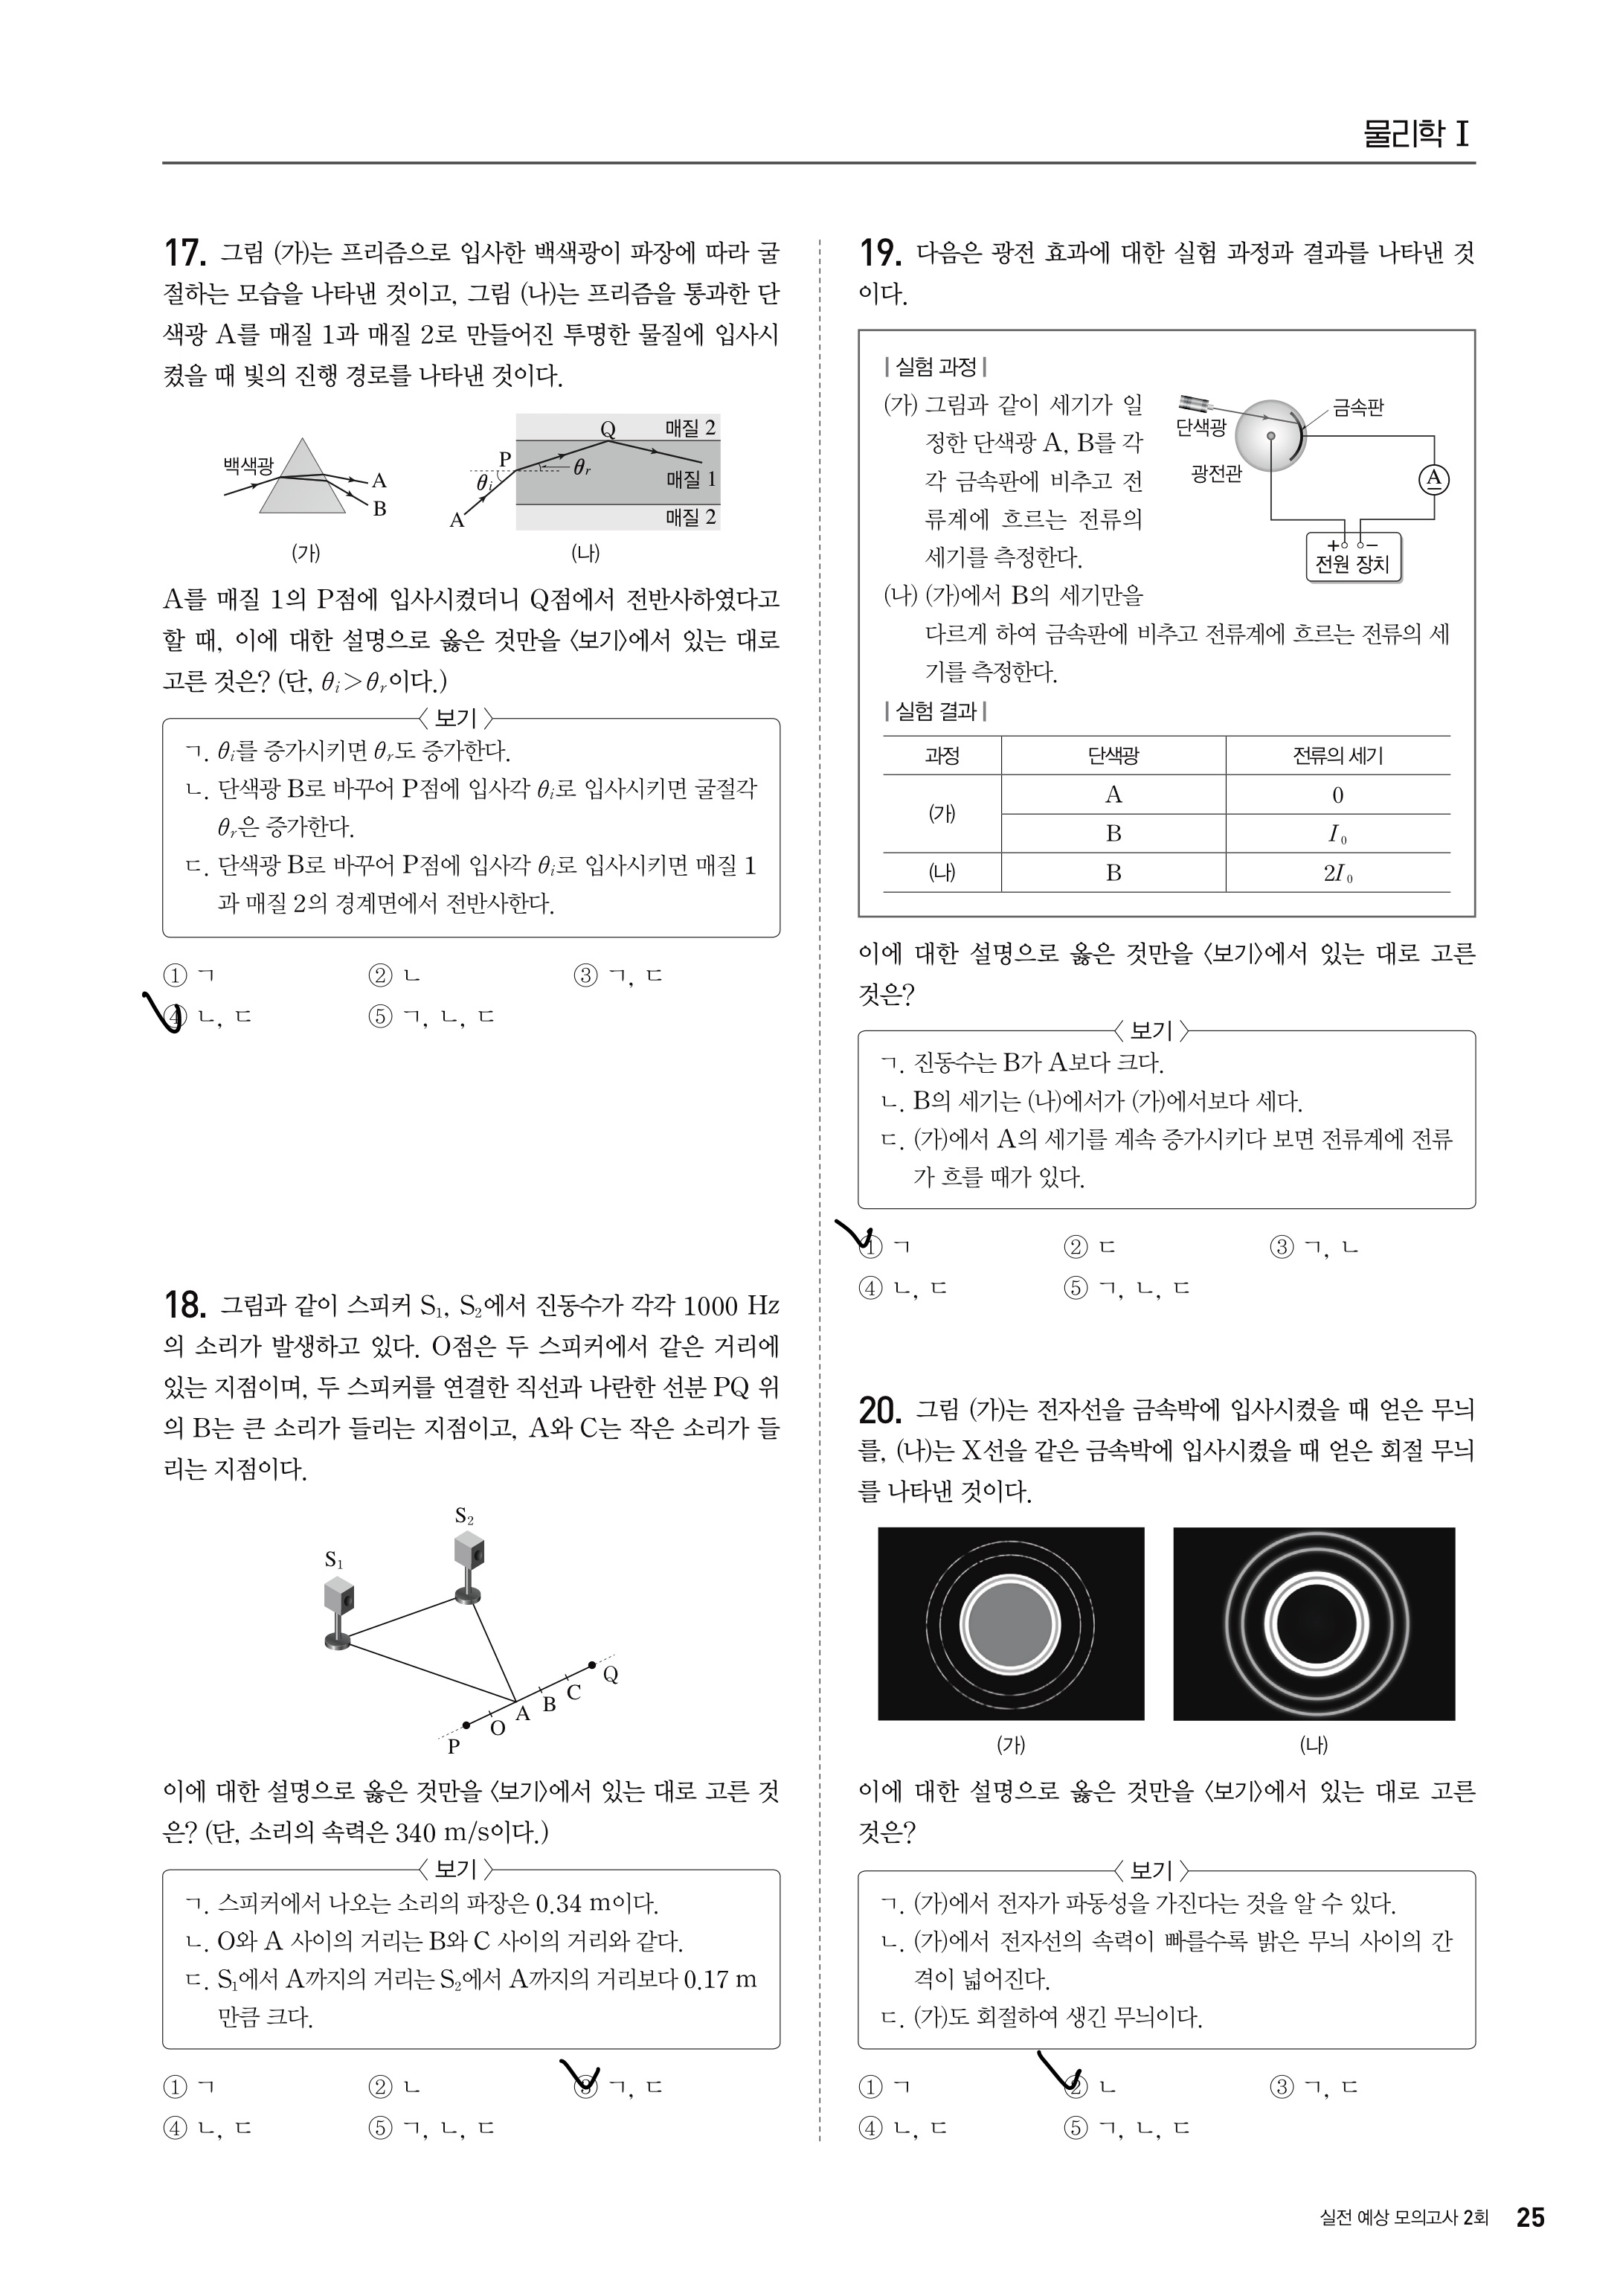 물리학 Ⅰ
17. 그림 (가)는 프리즘으로 입사한 백색광이 파장에 따라 굴
절하는 모습을 나타낸 것이고, 그림 (나)는 프리즘을 통과한 단
색광 A를 매질 1과 매질 2로 만들어진 투명한 물질에 입사시
켰을 때 빛의 진행 경로를 나타낸 것이다.
백색광
A
B
(가)
매질 2
Q
P
θr
θi
매질 1
A
매질 2
(나)
A를 매질 1의 P점에 입사시켰더니 Q점에서 전반사하였다고
할 때, 이에 대한 설명으로 옳은 것만을 〈보기〉에서 있는 대로
고른 것은? (단, θi>θr이다.)
〈보기〉
ㄱ. θi를 증가시키면 θr도 증가한다.
ㄴ. 단색광 B로 바꾸어 P점에 입사각 θi로 입사시키면 굴절각
θr은 증가한다.
ㄷ. 단색광 B로 바꾸어 P점에 입사각 θi로 입사시키면 매질 1
과 매질 2의 경계면에서 전반사한다.
① ㄱ ② ㄴ ③ ㄱ, ㄷ
④ ㄴ, ㄷ ⑤ ㄱ, ㄴ, ㄷ
18. 그림과 같이 스피커 S₁, S₂에서 진동수가 각각 1000 Hz
의 소리가 발생하고 있다. O점은 두 스피커에서 같은 거리에
있는 지점이며, 두 스피커를 연결한 직선과 나란한 선분 PQ 위
의 B는 큰 소리가 들리는 지점이고, A와 C는 작은 소리가 들
리는 지점이다.
S₂
S₁
Q
C
B
A
O
P
이에 대한 설명으로 옳은 것만을 〈보기〉에서 있는 대로 고른 것
은? (단, 소리의 속력은 340 m/s이다.)
〈보기〉
ㄱ. 스피커에서 나오는 소리의 파장은 0.34 m이다.
ㄴ. O와 A 사이의 거리는 B와 C 사이의 거리와 같다.
ㄷ. S₁에서 A까지의 거리는 S₂에서 A까지의 거리보다 0.17 m
만큼 크다.
① ㄱ ② ㄴ ③ ㄱ, ㄷ
④ ㄴ, ㄷ ⑤ ㄱ, ㄴ, ㄷ
19. 다음은 광전 효과에 대한 실험 과정과 결과를 나타낸 것
이다.
| 실험 과정 |
(가) 그림과 같이 세기가 일
정한 단색광 A, B를 각
각 금속판에 비추고 전
류계에 흐르는 전류의
세기를 측정한다.
단색광
금속판
광전관
A
+ −
전원 장치
(나) (가)에서 B의 세기만을
다르게 하여 금속판에 비추고 전류계에 흐르는 전류의 세
기를 측정한다.
| 실험 결과 |
과정 단색광 전류의 세기
(가) A 0
B I₀
(나) B 2I₀
이에 대한 설명으로 옳은 것만을 〈보기〉에서 있는 대로 고른
것은?
〈보기〉
ㄱ. 진동수는 B가 A보다 크다.
ㄴ. B의 세기는 (나)에서가 (가)에서보다 세다.
ㄷ. (가)에서 A의 세기를 계속 증가시키다 보면 전류계에 전류
가 흐를 때가 있다.
① ㄱ ② ㄷ ③ ㄱ, ㄴ
④ ㄴ, ㄷ ⑤ ㄱ, ㄴ, ㄷ
20. 그림 (가)는 전자선을 금속박에 입사시켰을 때 얻은 무늬
를, (나)는 X선을 같은 금속박에 입사시켰을 때 얻은 회절 무늬
를 나타낸 것이다.
(가) (나)
이에 대한 설명으로 옳은 것만을 〈보기〉에서 있는 대로 고른
것은?
〈보기〉
ㄱ. (가)에서 전자가 파동성을 가진다는 것을 알 수 있다.
ㄴ. (가)에서 전자선의 속력이 빠를수록 밝은 무늬 사이의 간
격이 넓어진다.
ㄷ. (가)도 회절하여 생긴 무늬이다.
① ㄱ ② ㄴ ③ ㄱ, ㄷ
④ ㄴ, ㄷ ⑤ ㄱ, ㄴ, ㄷ
실전 예상 모의고사 2회 25